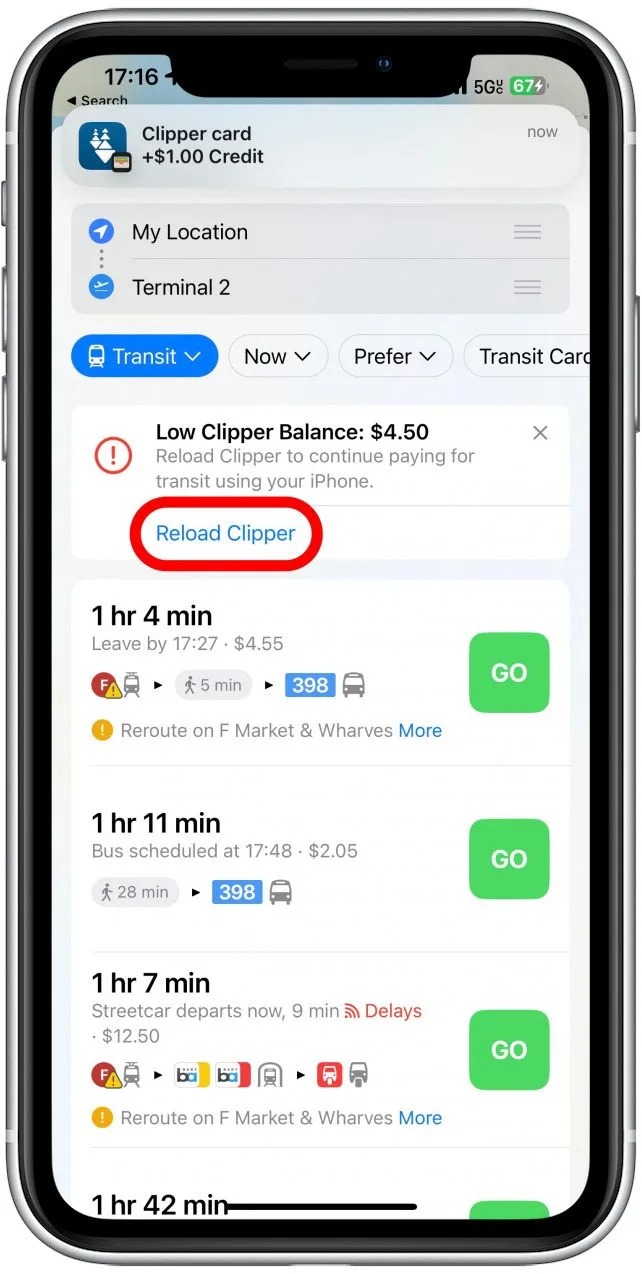 17:16
5G
67
Search
Clipper card
now
+$1.00 Credit
My Location
Terminal 2
Transit
Now
Prefer
Transit Card
Low Clipper Balance: $4.50
Reload Clipper to continue paying for
transit using your iPhone.
Reload Clipper
1 hr 4 min
Leave by 17:27 · $4.55
GO
F
5 min
398
Reroute on F Market & Wharves More
1 hr 11 min
Bus scheduled at 17:48 · $2.05
GO
28 min
398
1 hr 7 min
Streetcar departs now, 9 min Delays
· $12.50
GO
F
ba ba
Reroute on F Market & Wharves More
1 hr 42 min